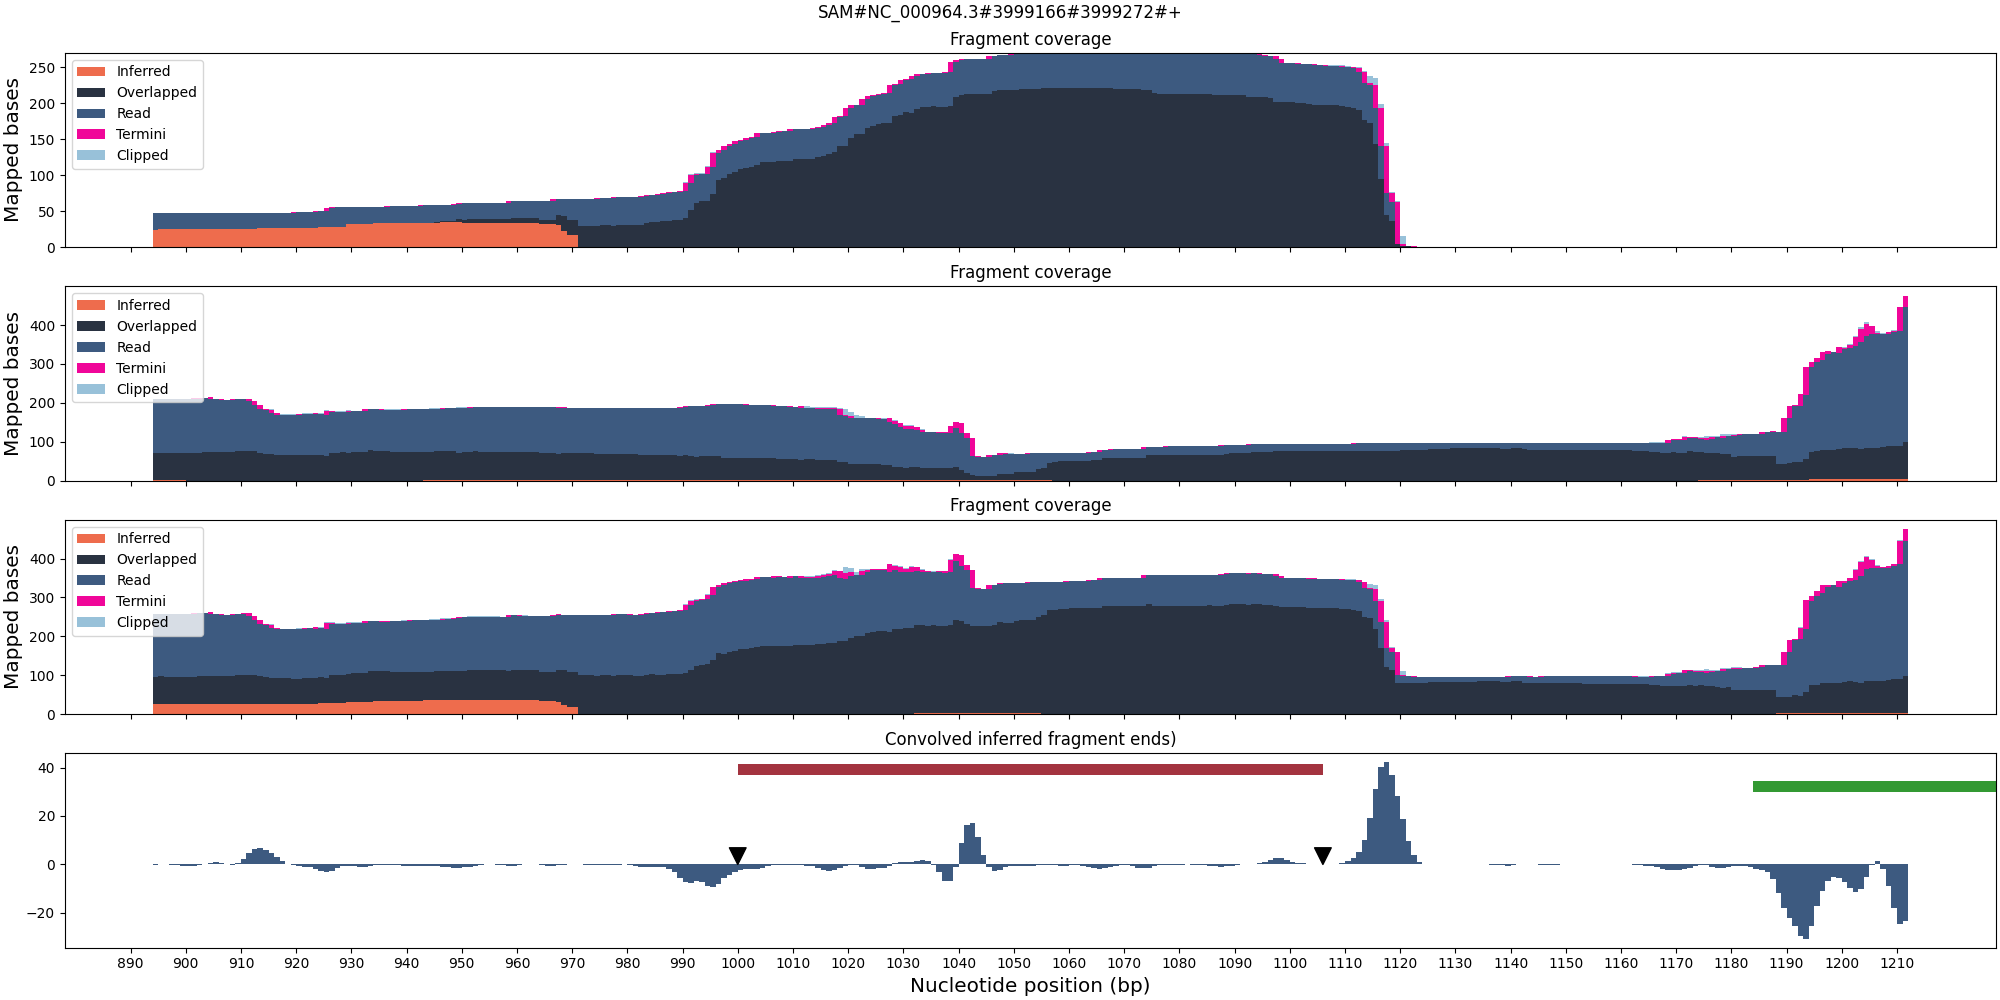 SAM#NC_000964.3#3999166#3999272#+
Fragment coverage
Mapped bases
250
200
150
100
50
0
Inferred
Overlapped
Read
Termini
Clipped
Fragment coverage
Mapped bases
400
300
200
100
0
Inferred
Overlapped
Read
Termini
Clipped
Fragment coverage
Mapped bases
400
300
200
100
0
Inferred
Overlapped
Read
Termini
Clipped
Convolved inferred fragment ends)
40
20
0
−20
890 900 910 920 930 940 950 960 970 980 990 1000 1010 1020 1030 1040 1050 1060 1070 1080 1090 1100 1110 1120 1130 1140 1150 1160 1170 1180 1190 1200 1210
Nucleotide position (bp)